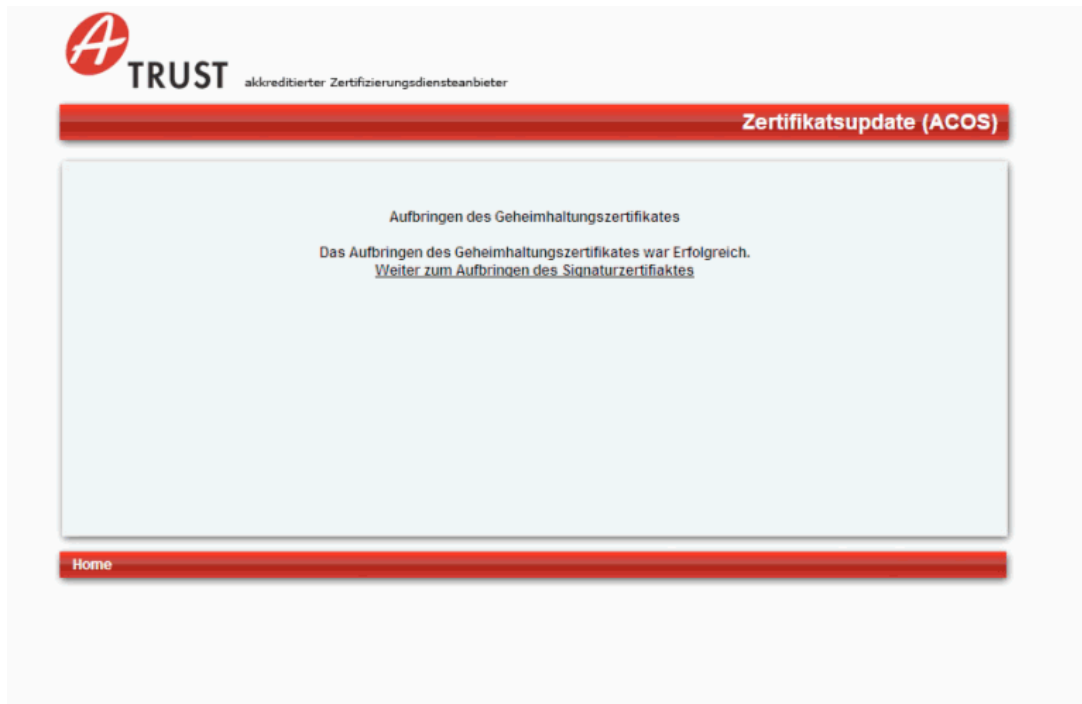 A
TRUST akkreditierter Zertifizierungsdiensteanbieter
Zertifikatsupdate (ACOS)
Aufbringen des Geheimhaltungszertifikates
Das Aufbringen des Geheimhaltungszertifikates war Erfolgreich.
Weiter zum Aufbringen des Signaturzertifiaktes
Home